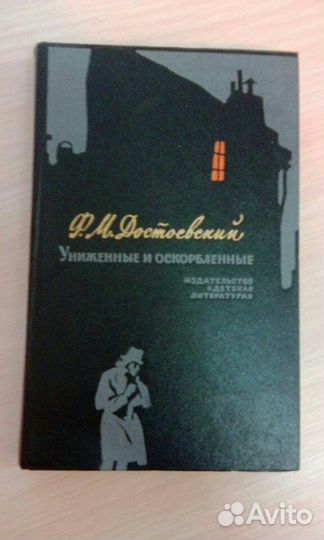 Ф. М. Достоевский
Униженные и оскорбленные
ИЗДАТЕЛЬСТВО
«ДЕТСКАЯ
ЛИТЕРАТУРА»
Avito